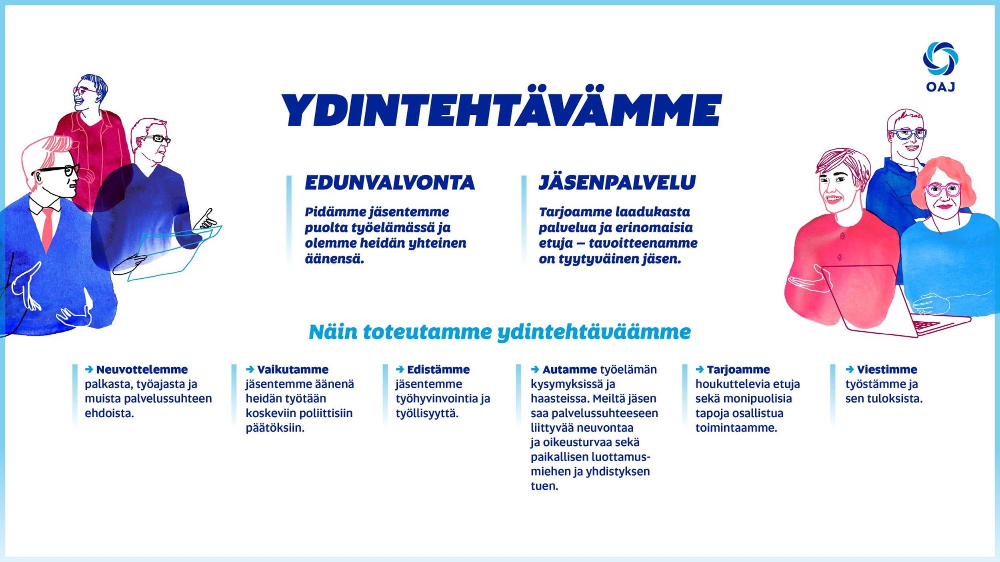 OAJ
YDINTEHTÄVÄMME
EDUNVALVONTA
Pidämme jäsentemme
puolta työelämässä ja
olemme heidän yhteinen
äänensä.
JÄSENPALVELU
Tarjoamme laadukasta
palvelua ja erinomaisia
etuja – tavoitteenamme
on tyytyväinen jäsen.
Näin toteutamme ydintehtäväämme
→ Neuvottelemme
palkasta, työajasta ja
muista palvelussuhteen
ehdoista.
→ Vaikutamme
jäsentemme äänenä
heidän työtään
koskeviin poliittisiin
päätöksiin.
→ Edistämme
jäsentemme
työhyvinvointia ja
työllisyyttä.
→ Autamme työelämän
kysymyksissä ja
haasteissa. Meiltä jäsen
saa palvelussuhteeseen
liittyvää neuvontaa
ja oikeusturvaa sekä
paikallisen luottamus-
miehen ja yhdistyksen
tuen.
→ Tarjoamme
houkuttelevia etuja
sekä monipuolisia
tapoja osallistua
toimintaamme.
→ Viestimme
työstämme ja
sen tuloksista.